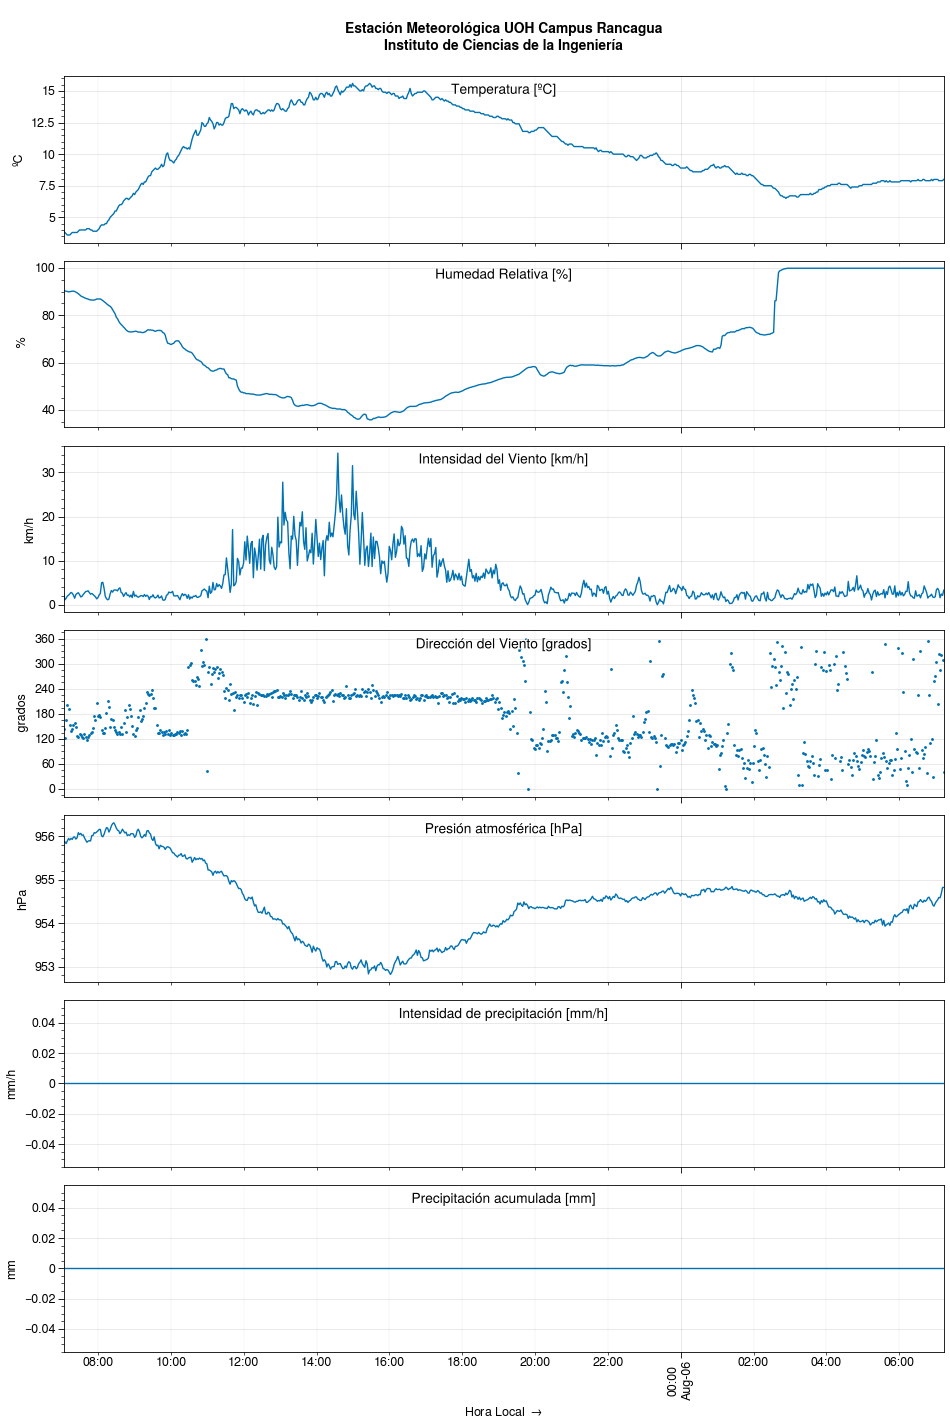 Estación Meteorológica UOH Campus Rancagua
Instituto de Ciencias de la Ingeniería
Temperatura [ºC]
ºC
15
12.5
10
7.5
5
Humedad Relativa [%]
%
100
80
60
40
Intensidad del Viento [km/h]
km/h
30
20
10
0
Dirección del Viento [grados]
grados
360
300
240
180
120
60
0
Presión atmosférica [hPa]
hPa
956
955
954
953
Intensidad de precipitación [mm/h]
mm/h
0.04
0.02
0
−0.02
−0.04
Precipitación acumulada [mm]
mm
0.04
0.02
0
−0.02
−0.04
08:00 10:00 12:00 14:00 16:00 18:00 20:00 22:00 00:00 02:00 04:00 06:00
Aug-06
Hora Local →